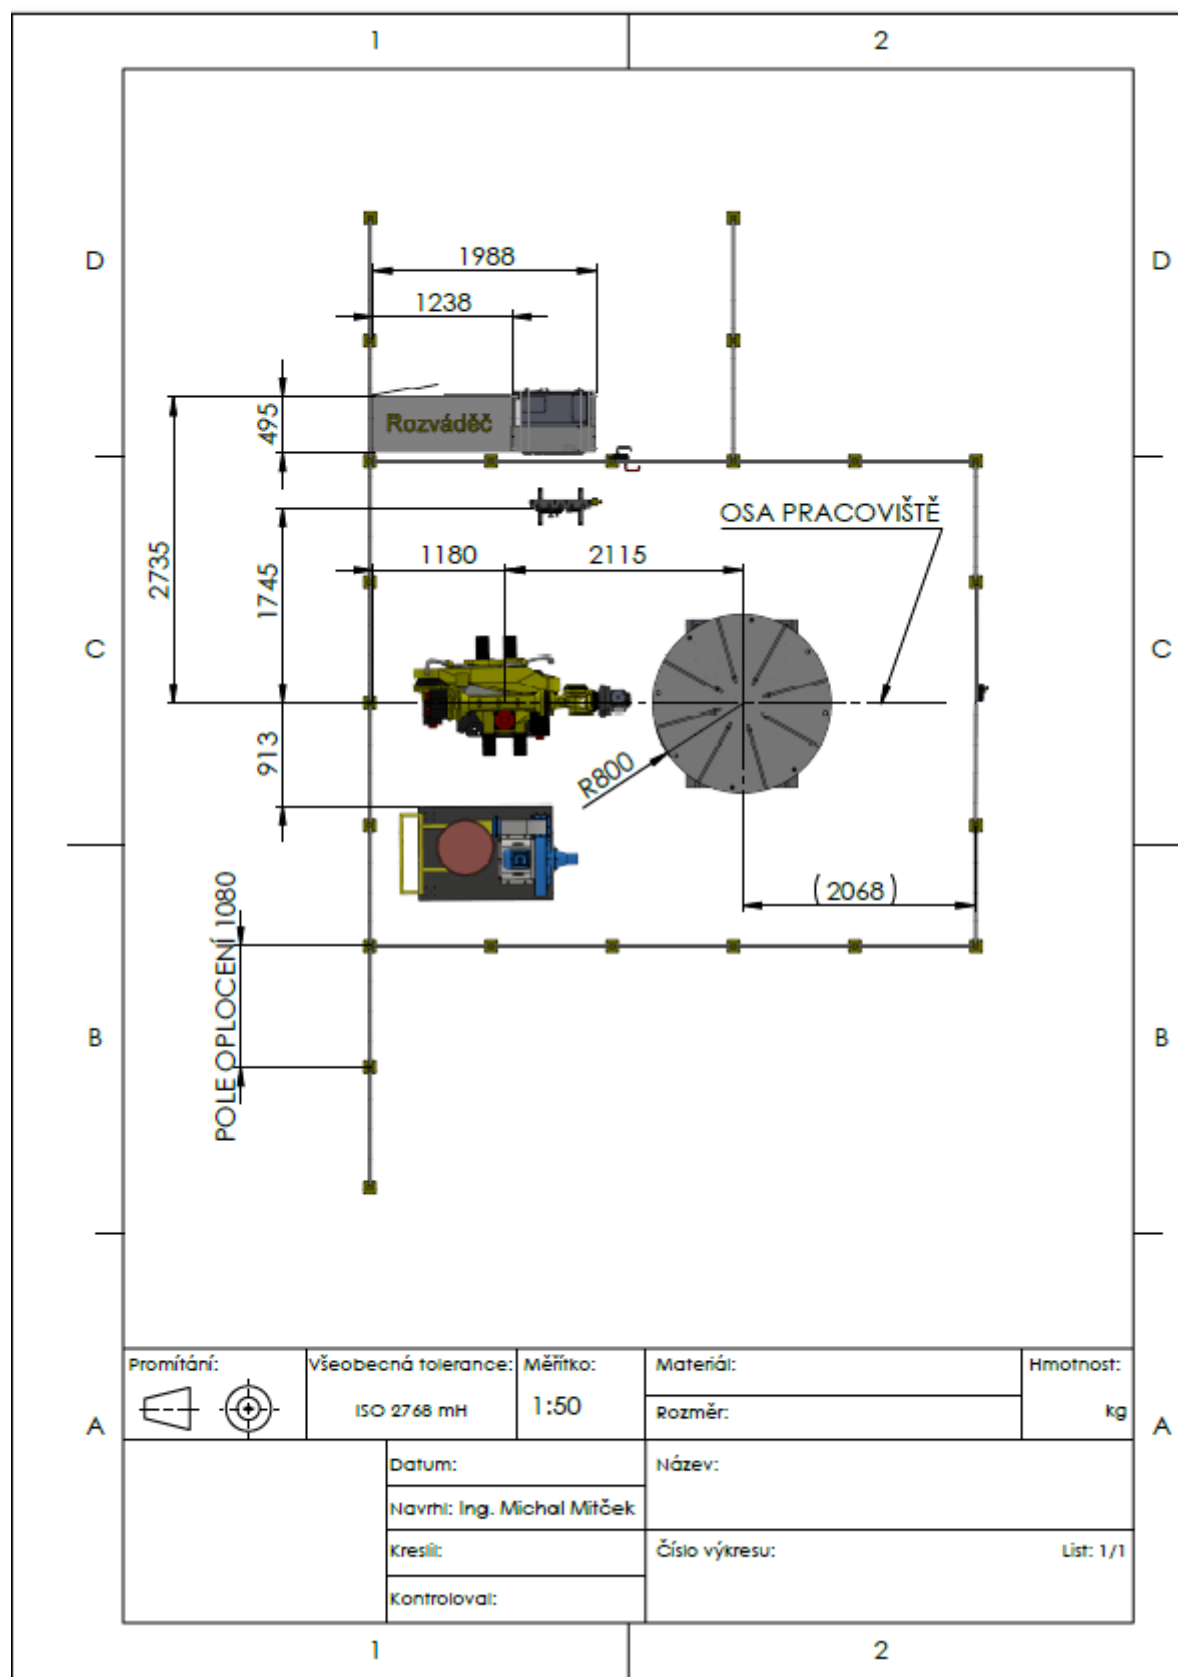 1 2
D D
1988
1238
495
Rozváděč
OSA PRACOVIŠTĚ
1180 2115
2735
1745
C C
913
R800
(2068)
POLE OPLOCENÍ 1080
B B
Promítání: Všeobecná tolerance: Měřítko: Materiál: Hmotnost:
ISO 2768 mH 1:50 Rozměr: kg
A A
Datum: Název:
Navrhl: Ing. Michal Mitček
Kreslil: Číslo výkresu: List: 1/1
Kontroloval:
1 2